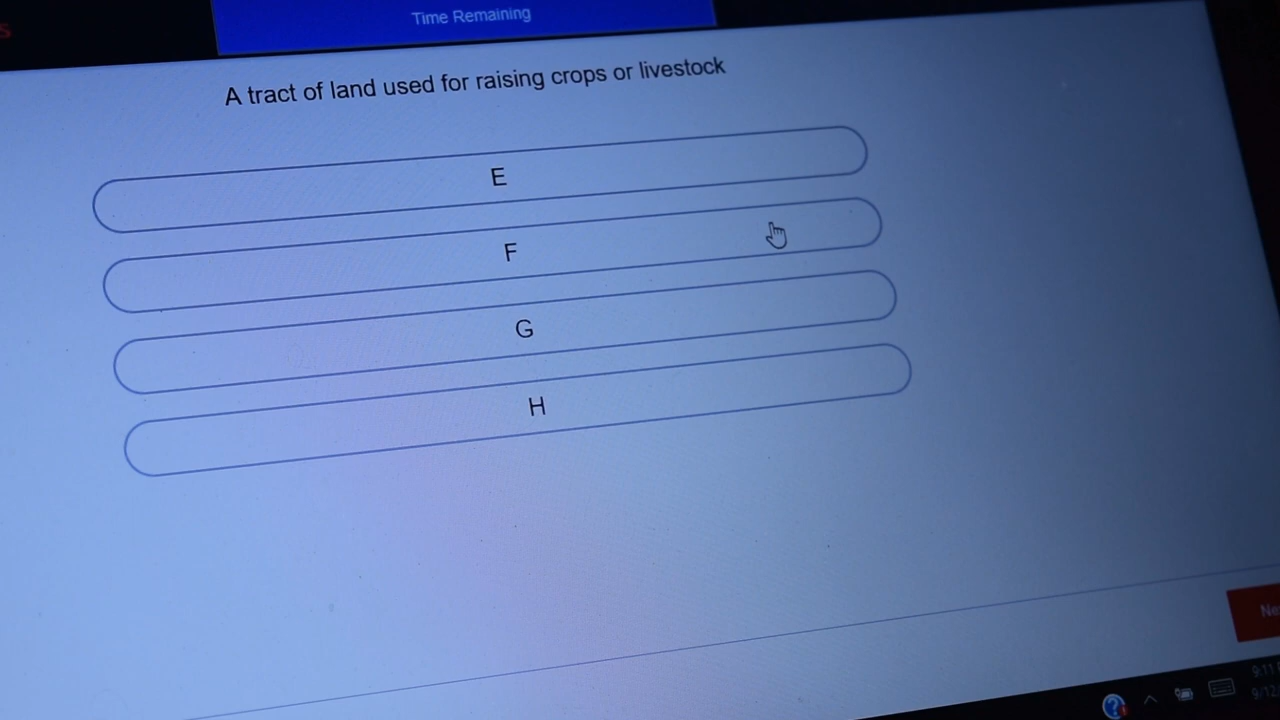 Time Remaining
A tract of land used for raising crops or livestock
E
F
G
H